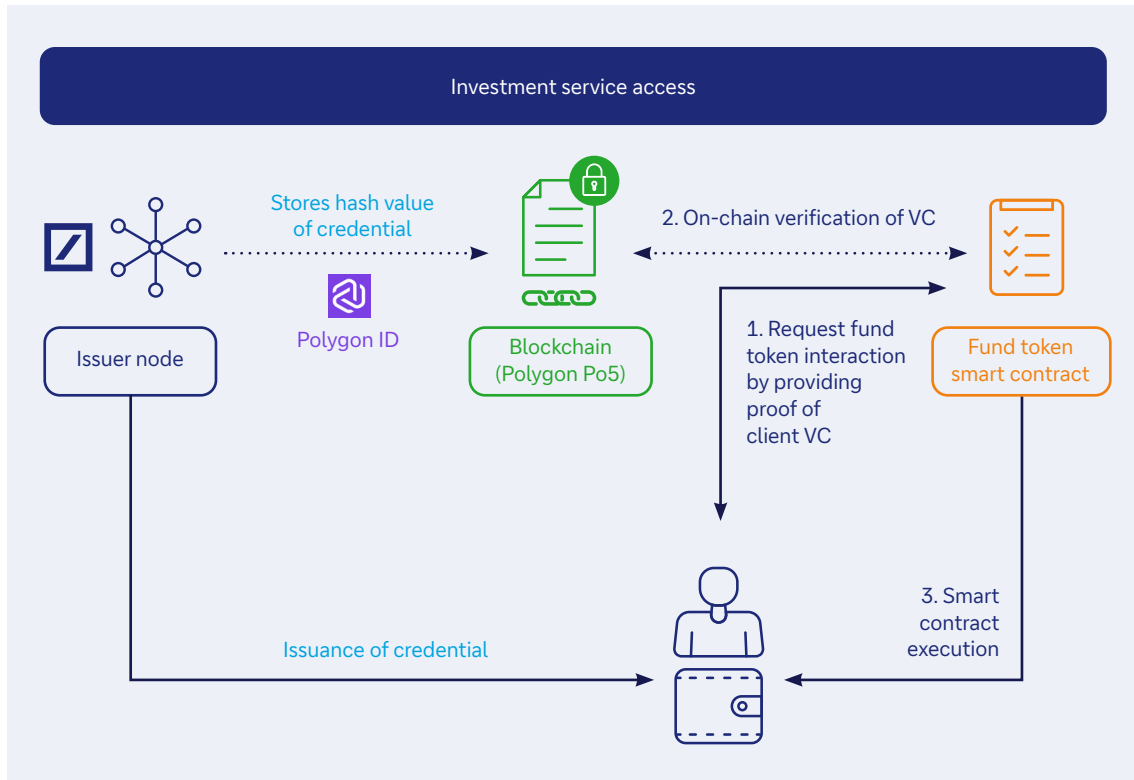 Investment service access
Stores hash value
of credential
Polygon ID
Issuer node
Blockchain
(Polygon Po5)
2. On-chain verification of VC
1. Request fund
token interaction
by providing
proof of
client VC
Fund token
smart contract
Issuance of credential
3. Smart
contract
execution